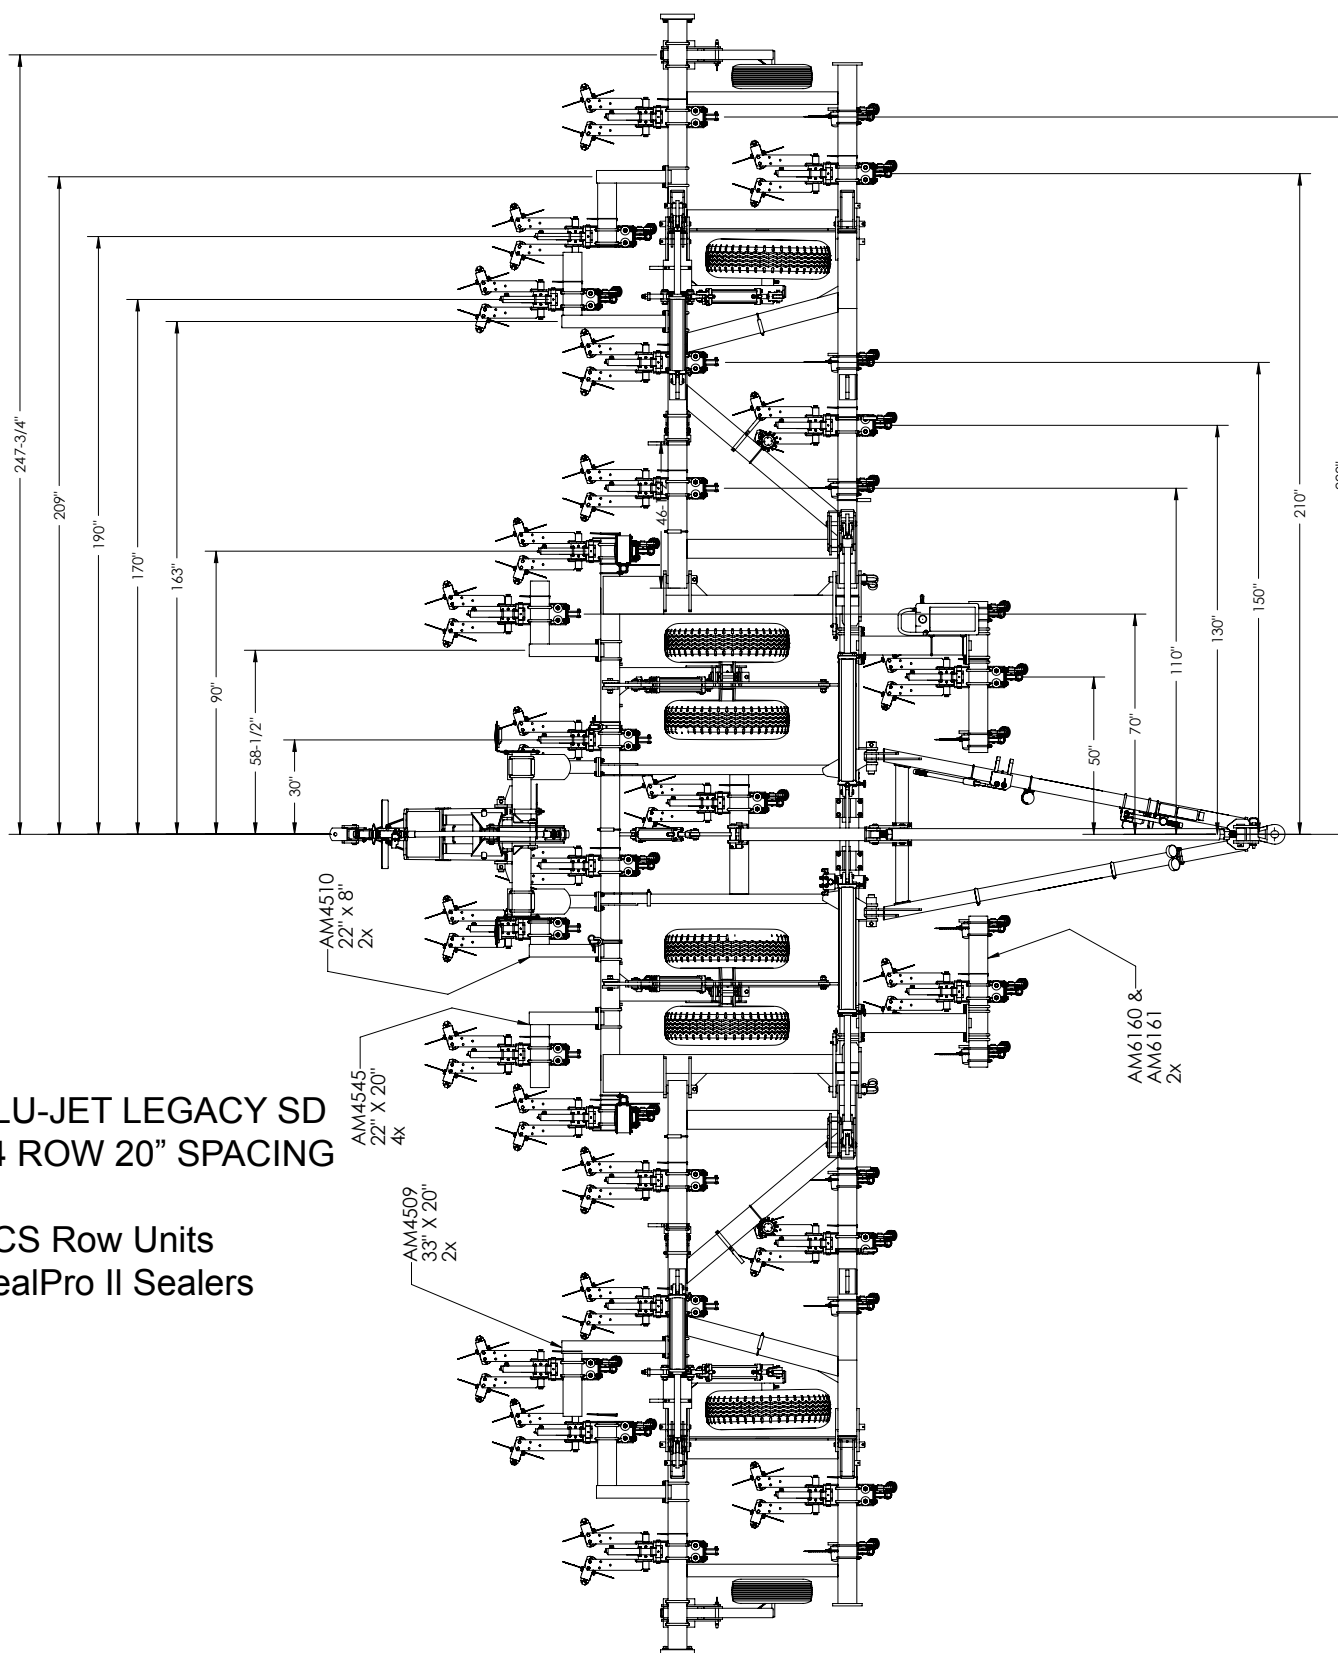 247-3/4"
209"
190"
170"
163"
90"
58-1/2"
30"
46-
50"
70"
110"
130"
150"
210"
AM4510
22" x 8"
2x
AM4545
22" X 20"
4x
AM4509
33" X 20"
2x
AM6160 &
AM6161
2x
LU-JET LEGACY SD
4 ROW 20” SPACING
CS Row Units
ealPro II Sealers